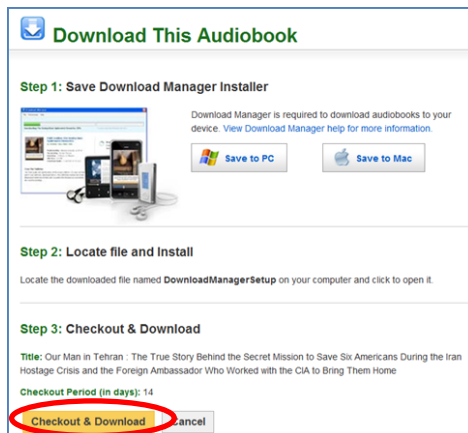 Download This Audiobook
Step 1: Save Download Manager Installer
Download Manager is required to download audiobooks to your
device. View Download Manager help for more information.
Save to PC
Save to Mac
Step 2: Locate file and Install
Locate the downloaded file named DownloadManagerSetup on your computer and click to open it.
Step 3: Checkout & Download
Title: Our Man in Tehran : The True Story Behind the Secret Mission to Save Six Americans During the Iran
Hostage Crisis and the Foreign Ambassador Who Worked with the CIA to Bring Them Home
Checkout Period (in days): 14
Checkout & Download
Cancel